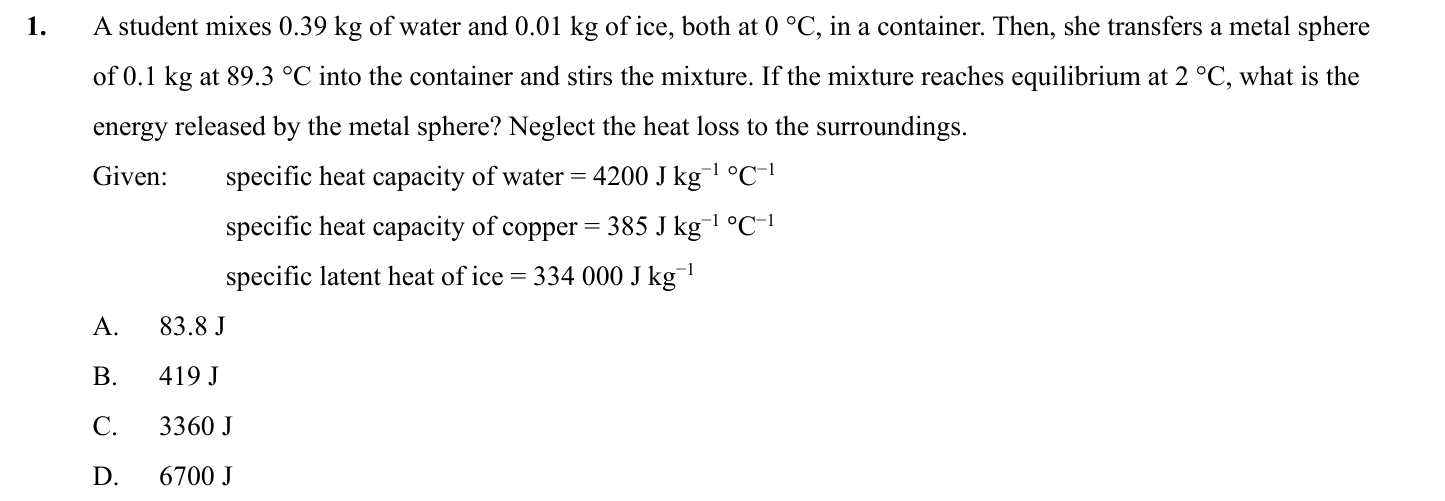 1. A student mixes 0.39 kg of water and 0.01 kg of ice, both at 0 °C, in a container. Then, she transfers a metal sphere
of 0.1 kg at 89.3 °C into the container and stirs the mixture. If the mixture reaches equilibrium at 2 °C, what is the
energy released by the metal sphere? Neglect the heat loss to the surroundings.
Given: specific heat capacity of water = 4200 J kg⁻¹ °C⁻¹
specific heat capacity of copper = 385 J kg⁻¹ °C⁻¹
specific latent heat of ice = 334 000 J kg⁻¹
A. 83.8 J
B. 419 J
C. 3360 J
D. 6700 J